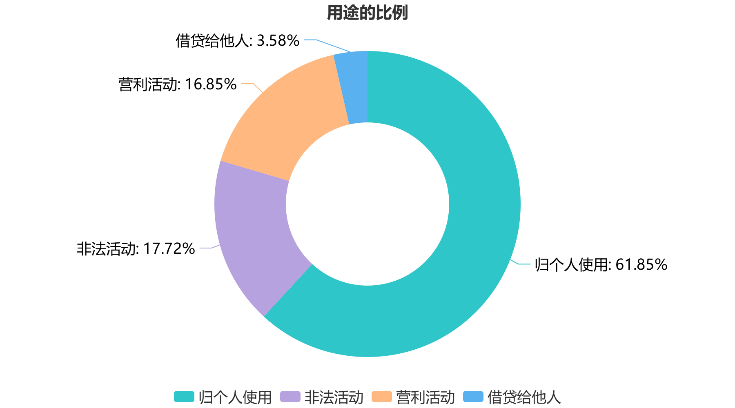 用途的比例
借贷给他人: 3.58%
营利活动: 16.85%
非法活动: 17.72%
归个人使用: 61.85%
归个人使用 非法活动 营利活动 借贷给他人